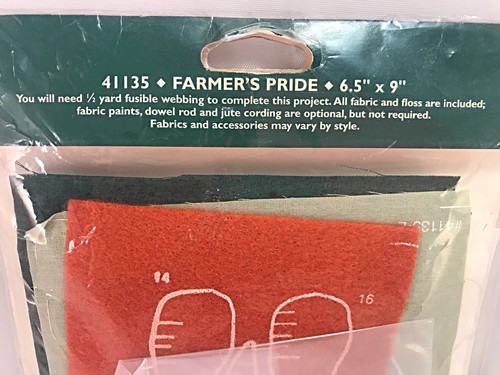 41135 ◆ FARMER'S PRIDE ◆ 6.5" x 9"
You will need ½ yard fusible webbing to complete this project. All fabric and floss are included;
fabric paints, dowel rod and jute cording are optional, but not required.
Fabrics and accessories may vary by style.
#41135-2
14
16